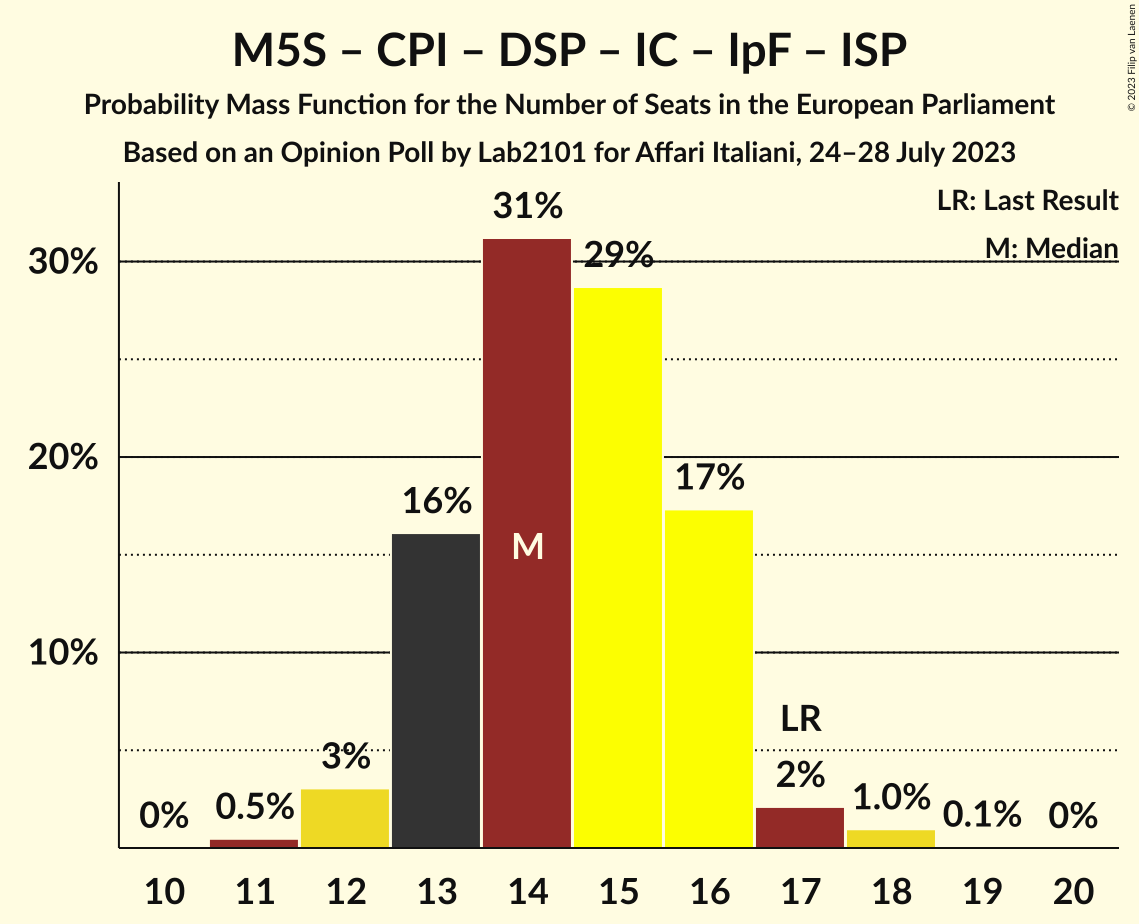 M5S – CPI – DSP – IC – IpF – ISP
Probability Mass Function for the Number of Seats in the European Parliament
Based on an Opinion Poll by Lab2101 for Affari Italiani, 24–28 July 2023
© 2023 Filip van Laenen
LR: Last Result
M: Median
30%
20%
10%
0%
0.5%
3%
16%
31%
M
29%
17%
LR
2%
1.0%
0.1%
0%
10 11 12 13 14 15 16 17 18 19 20